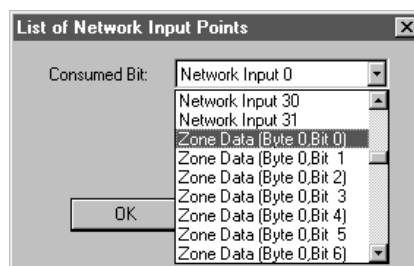 List of Network Input Points
Consumed Bit: Network Input 0
Network Input 30
Network Input 31
Zone Data (Byte 0,Bit 0)
Zone Data (Byte 0,Bit 1
Zone Data (Byte 0,Bit 2)
Zone Data (Byte 0,Bit 3
Zone Data (Byte 0,Bit 4)
Zone Data (Byte 0,Bit 5
Zone Data (Byte 0,Bit 6)
OK